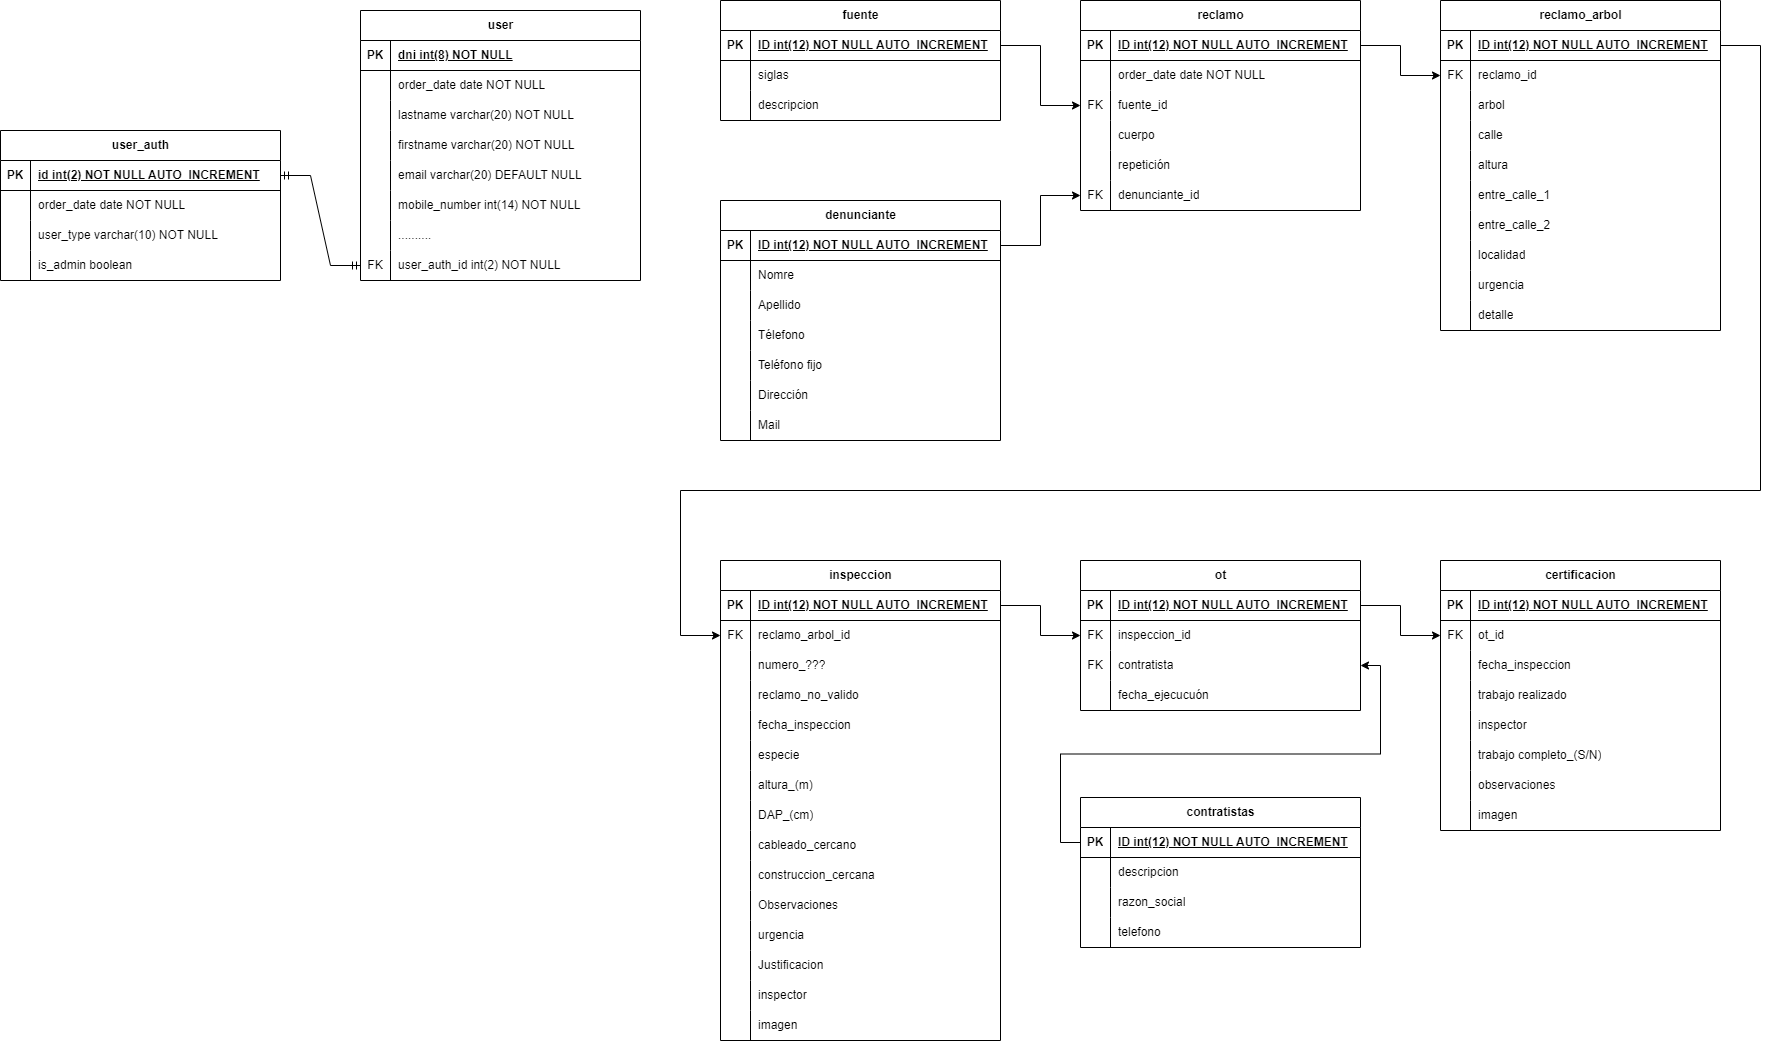 user_auth
PK id int(2) NOT NULL AUTO_INCREMENT
order_date date NOT NULL
user_type varchar(10) NOT NULL
is_admin boolean
user
PK dni int(8) NOT NULL
order_date date NOT NULL
lastname varchar(20) NOT NULL
firstname varchar(20) NOT NULL
email varchar(20) DEFAULT NULL
mobile_number int(14) NOT NULL
..........
FK user_auth_id int(2) NOT NULL
fuente
PK ID int(12) NOT NULL AUTO_INCREMENT
siglas
descripcion
denunciante
PK ID int(12) NOT NULL AUTO_INCREMENT
Nomre
Apellido
Télefono
Teléfono fijo
Dirección
Mail
reclamo
PK ID int(12) NOT NULL AUTO_INCREMENT
order_date date NOT NULL
FK fuente_id
cuerpo
repetición
FK denunciante_id
reclamo_arbol
PK ID int(12) NOT NULL AUTO_INCREMENT
FK reclamo_id
arbol
calle
altura
entre_calle_1
entre_calle_2
localidad
urgencia
detalle
inspeccion
PK ID int(12) NOT NULL AUTO_INCREMENT
FK reclamo_arbol_id
numero_???
reclamo_no_valido
fecha_inspeccion
especie
altura_(m)
DAP_(cm)
cableado_cercano
construccion_cercana
Observaciones
urgencia
Justificacion
inspector
imagen
ot
PK ID int(12) NOT NULL AUTO_INCREMENT
FK inspeccion_id
FK contratista
fecha_ejecucuón
contratistas
PK ID int(12) NOT NULL AUTO_INCREMENT
descripcion
razon_social
telefono
certificacion
PK ID int(12) NOT NULL AUTO_INCREMENT
FK ot_id
fecha_inspeccion
trabajo realizado
inspector
trabajo completo_(S/N)
observaciones
imagen